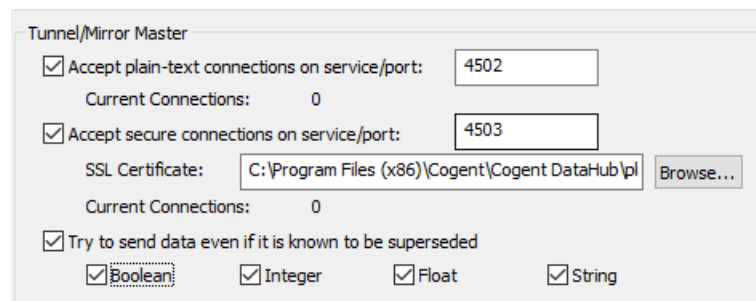 Tunnel/Mirror Master
Accept plain-text connections on service/port: 4502
Current Connections: 0
Accept secure connections on service/port: 4503
SSL Certificate: C:\Program Files (x86)\Cogent\Cogent DataHub\pl Browse...
Current Connections: 0
Try to send data even if it is known to be superseded
Boolean Integer Float String